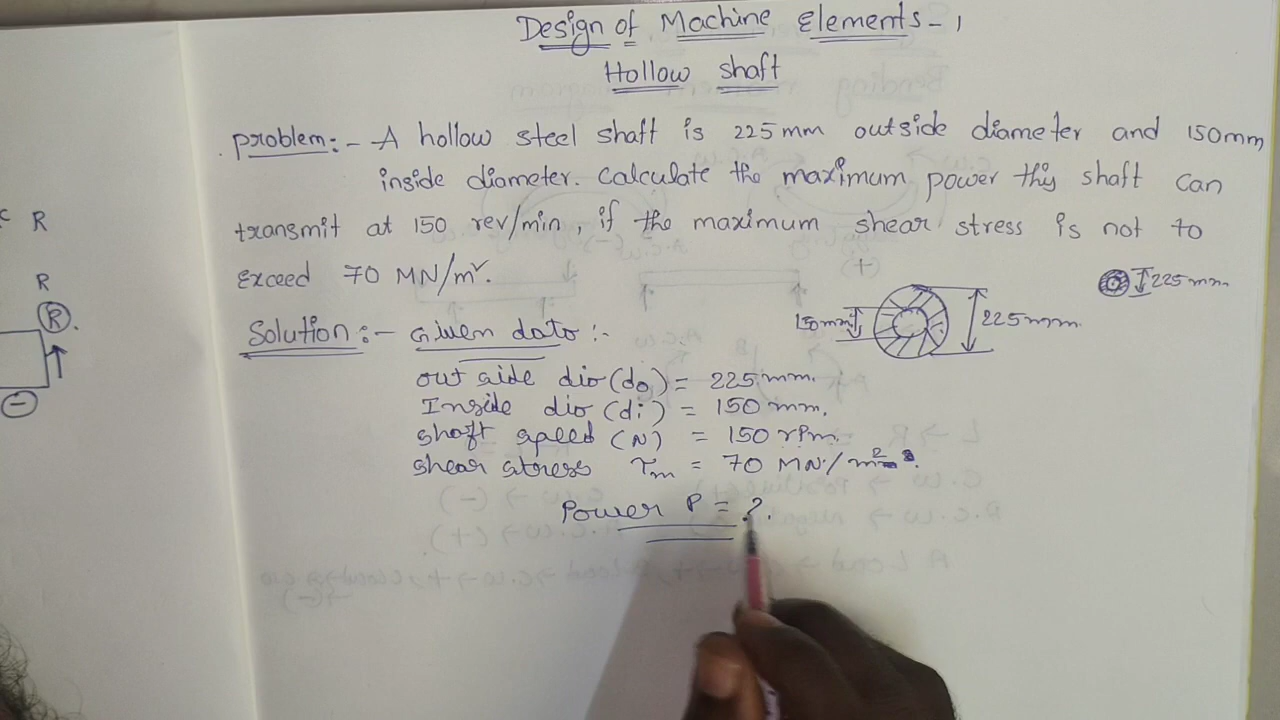 Design of Machine Elements - 1
Hollow shaft
problem:- A hollow steel shaft is 225mm outside diameter and 150mm
inside diameter. Calculate the maximum power this shaft can
transmit at 150 rev/min, if the maximum shear stress is not to
exceed 70 MN/m².
225mm.
150mm
225mm.
Solution:- Given data:-
out side dia (do) = 225 mm.
Inside dia (di) = 150 mm.
shaft speed (N) = 150 rpm.
shear stress τm = 70 MN/m².
Power P = ?.
C R
R
R.